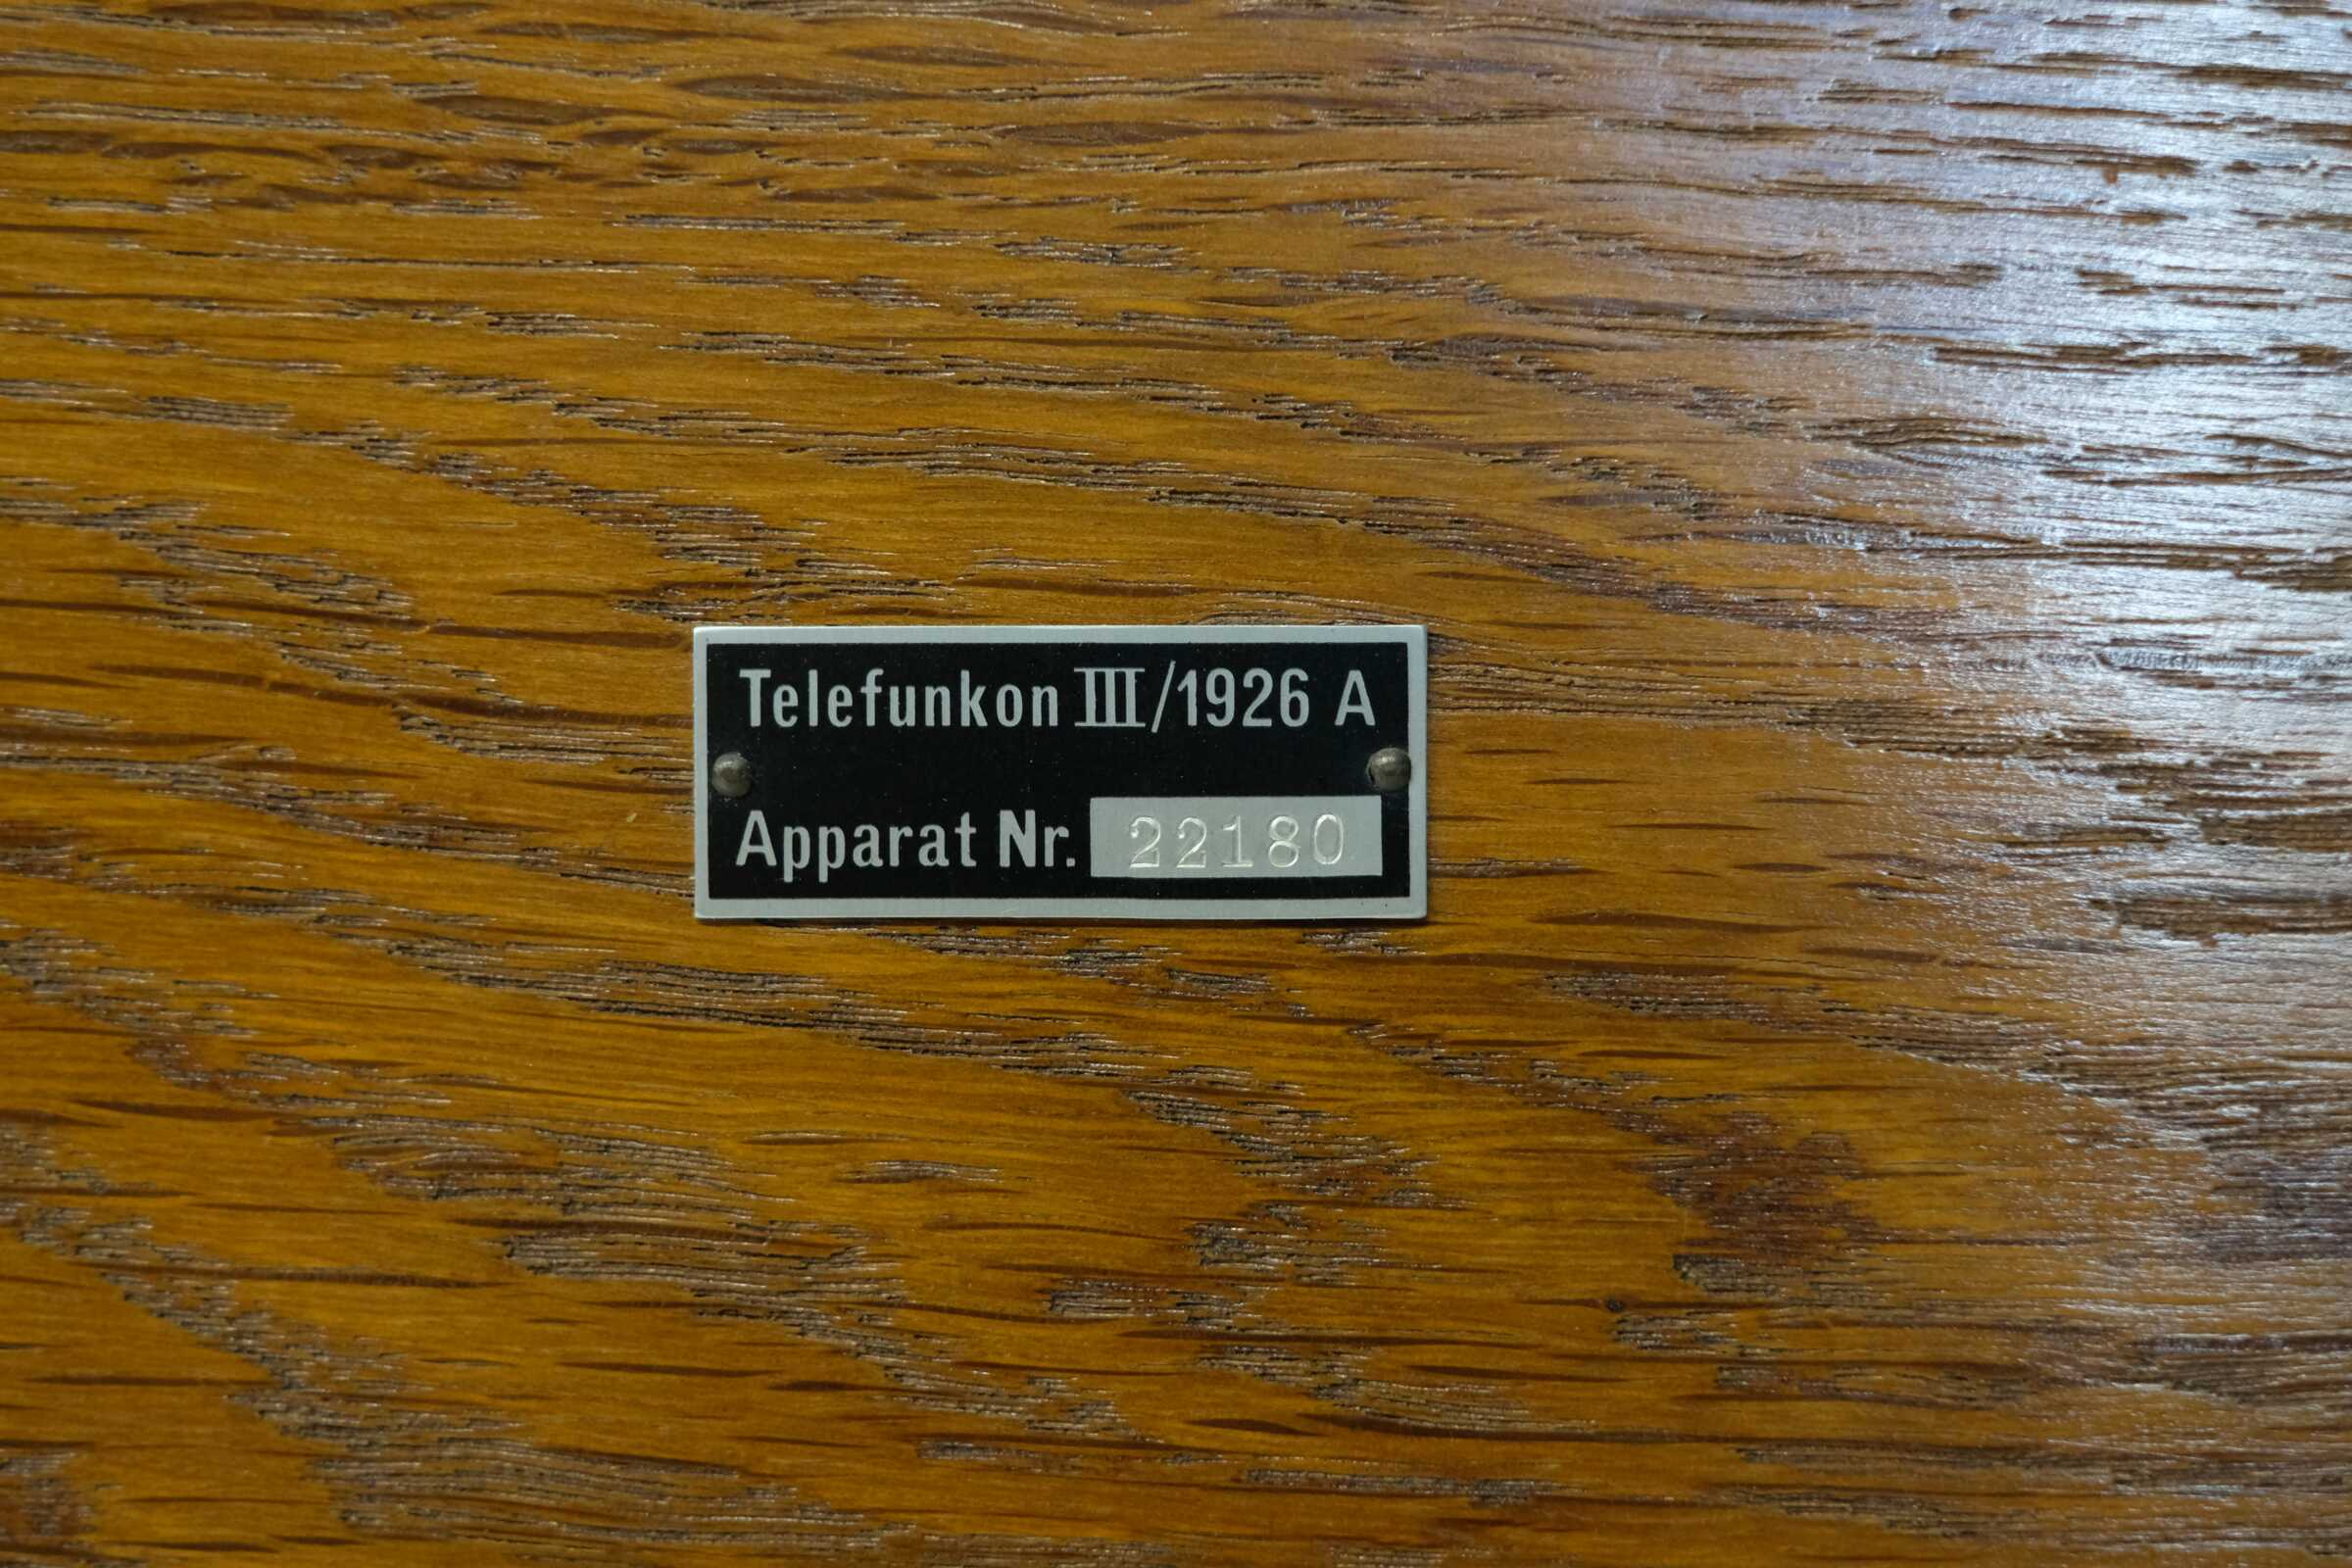 Telefunkon III/1926 A
Apparat Nr. 22180